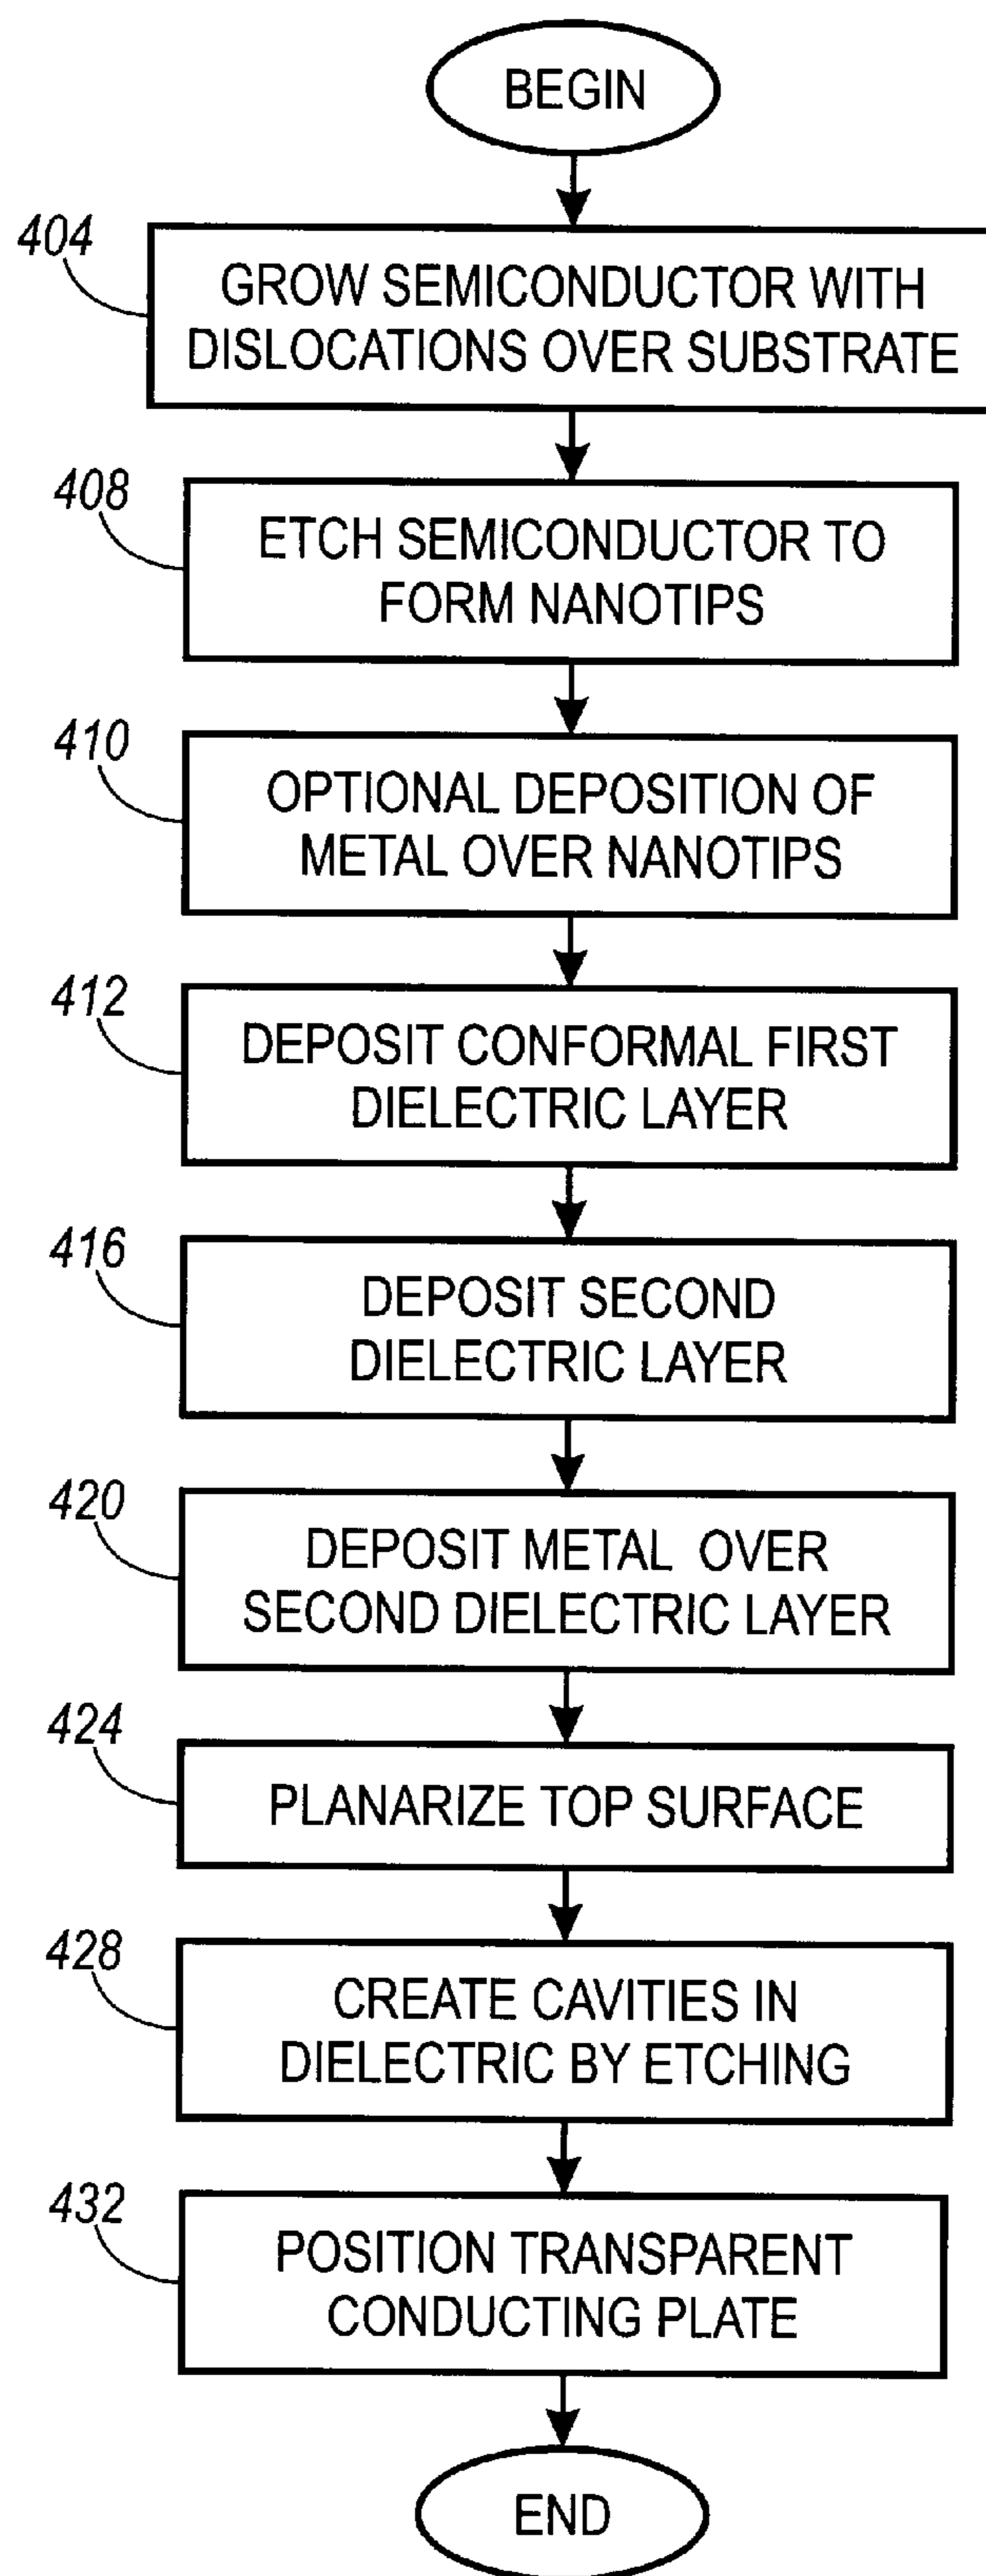 BEGIN
404
GROW SEMICONDUCTOR WITH
DISLOCATIONS OVER SUBSTRATE
408
ETCH SEMICONDUCTOR TO
FORM NANOTIPS
410
OPTIONAL DEPOSITION OF
METAL OVER NANOTIPS
412
DEPOSIT CONFORMAL FIRST
DIELECTRIC LAYER
416
DEPOSIT SECOND
DIELECTRIC LAYER
420
DEPOSIT METAL OVER
SECOND DIELECTRIC LAYER
424
PLANARIZE TOP SURFACE
428
CREATE CAVITIES IN
DIELECTRIC BY ETCHING
432
POSITION TRANSPARENT
CONDUCTING PLATE
END